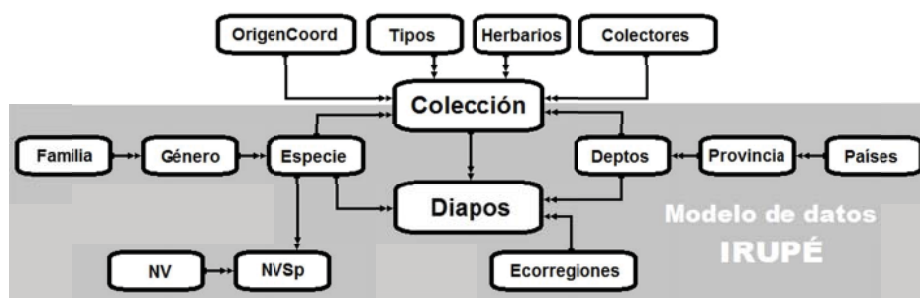 OrigenCoord
Tipos
Herbarios
Colectores
Colección
Familia
Género
Especie
Deptos
Provincia
Países
Diapos
Modelo de datos
IRUPÉ
NV
NVSp
Ecorregiones